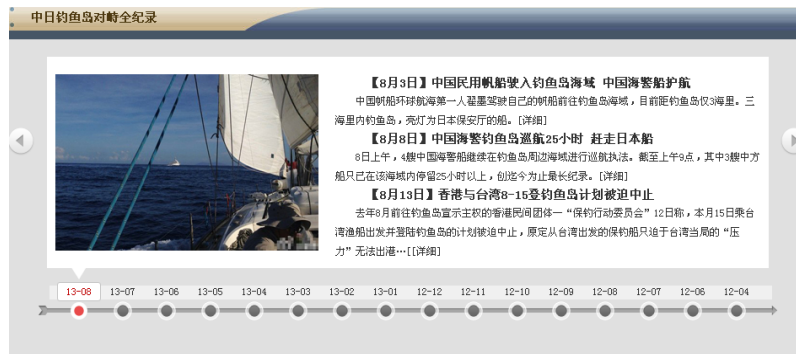 中日钓鱼岛对峙全纪录
【8月3日】中国民用帆船驶入钓鱼岛海域 中国海警船护航
中国帆船环球航海第一人翟墨驾驶自己的帆船前往钓鱼岛海域，目前距钓鱼岛仅3海里。三
海里内钓鱼岛，亮灯为日本保安厅的船。[详细]
【8月8日】中国海警钓鱼岛巡航25小时 赶走日本船
8日上午，4艘中国海警船继续在钓鱼岛周边海域进行巡航执法。截至上午9点，其中3艘中方
船只已在该海域内停留25小时以上，创迄今为止最长纪录。[详细]
【8月13日】香港与台湾8-15登钓鱼岛计划被迫中止
去年8月前往钓鱼岛宣示主权的香港民间团体一“保钓行动委员会”12日称，本月15日乘台
湾渔船出发并登陆钓鱼岛的计划被迫中止，原定从台湾出发的保钓船只迫于台湾当局的“压
力”无法出港…[[详细]
13-08 13-07 13-06 13-05 13-04 13-03 13-02 13-01 12-12 12-11 12-10 12-09 12-08 12-07 12-06 12-04